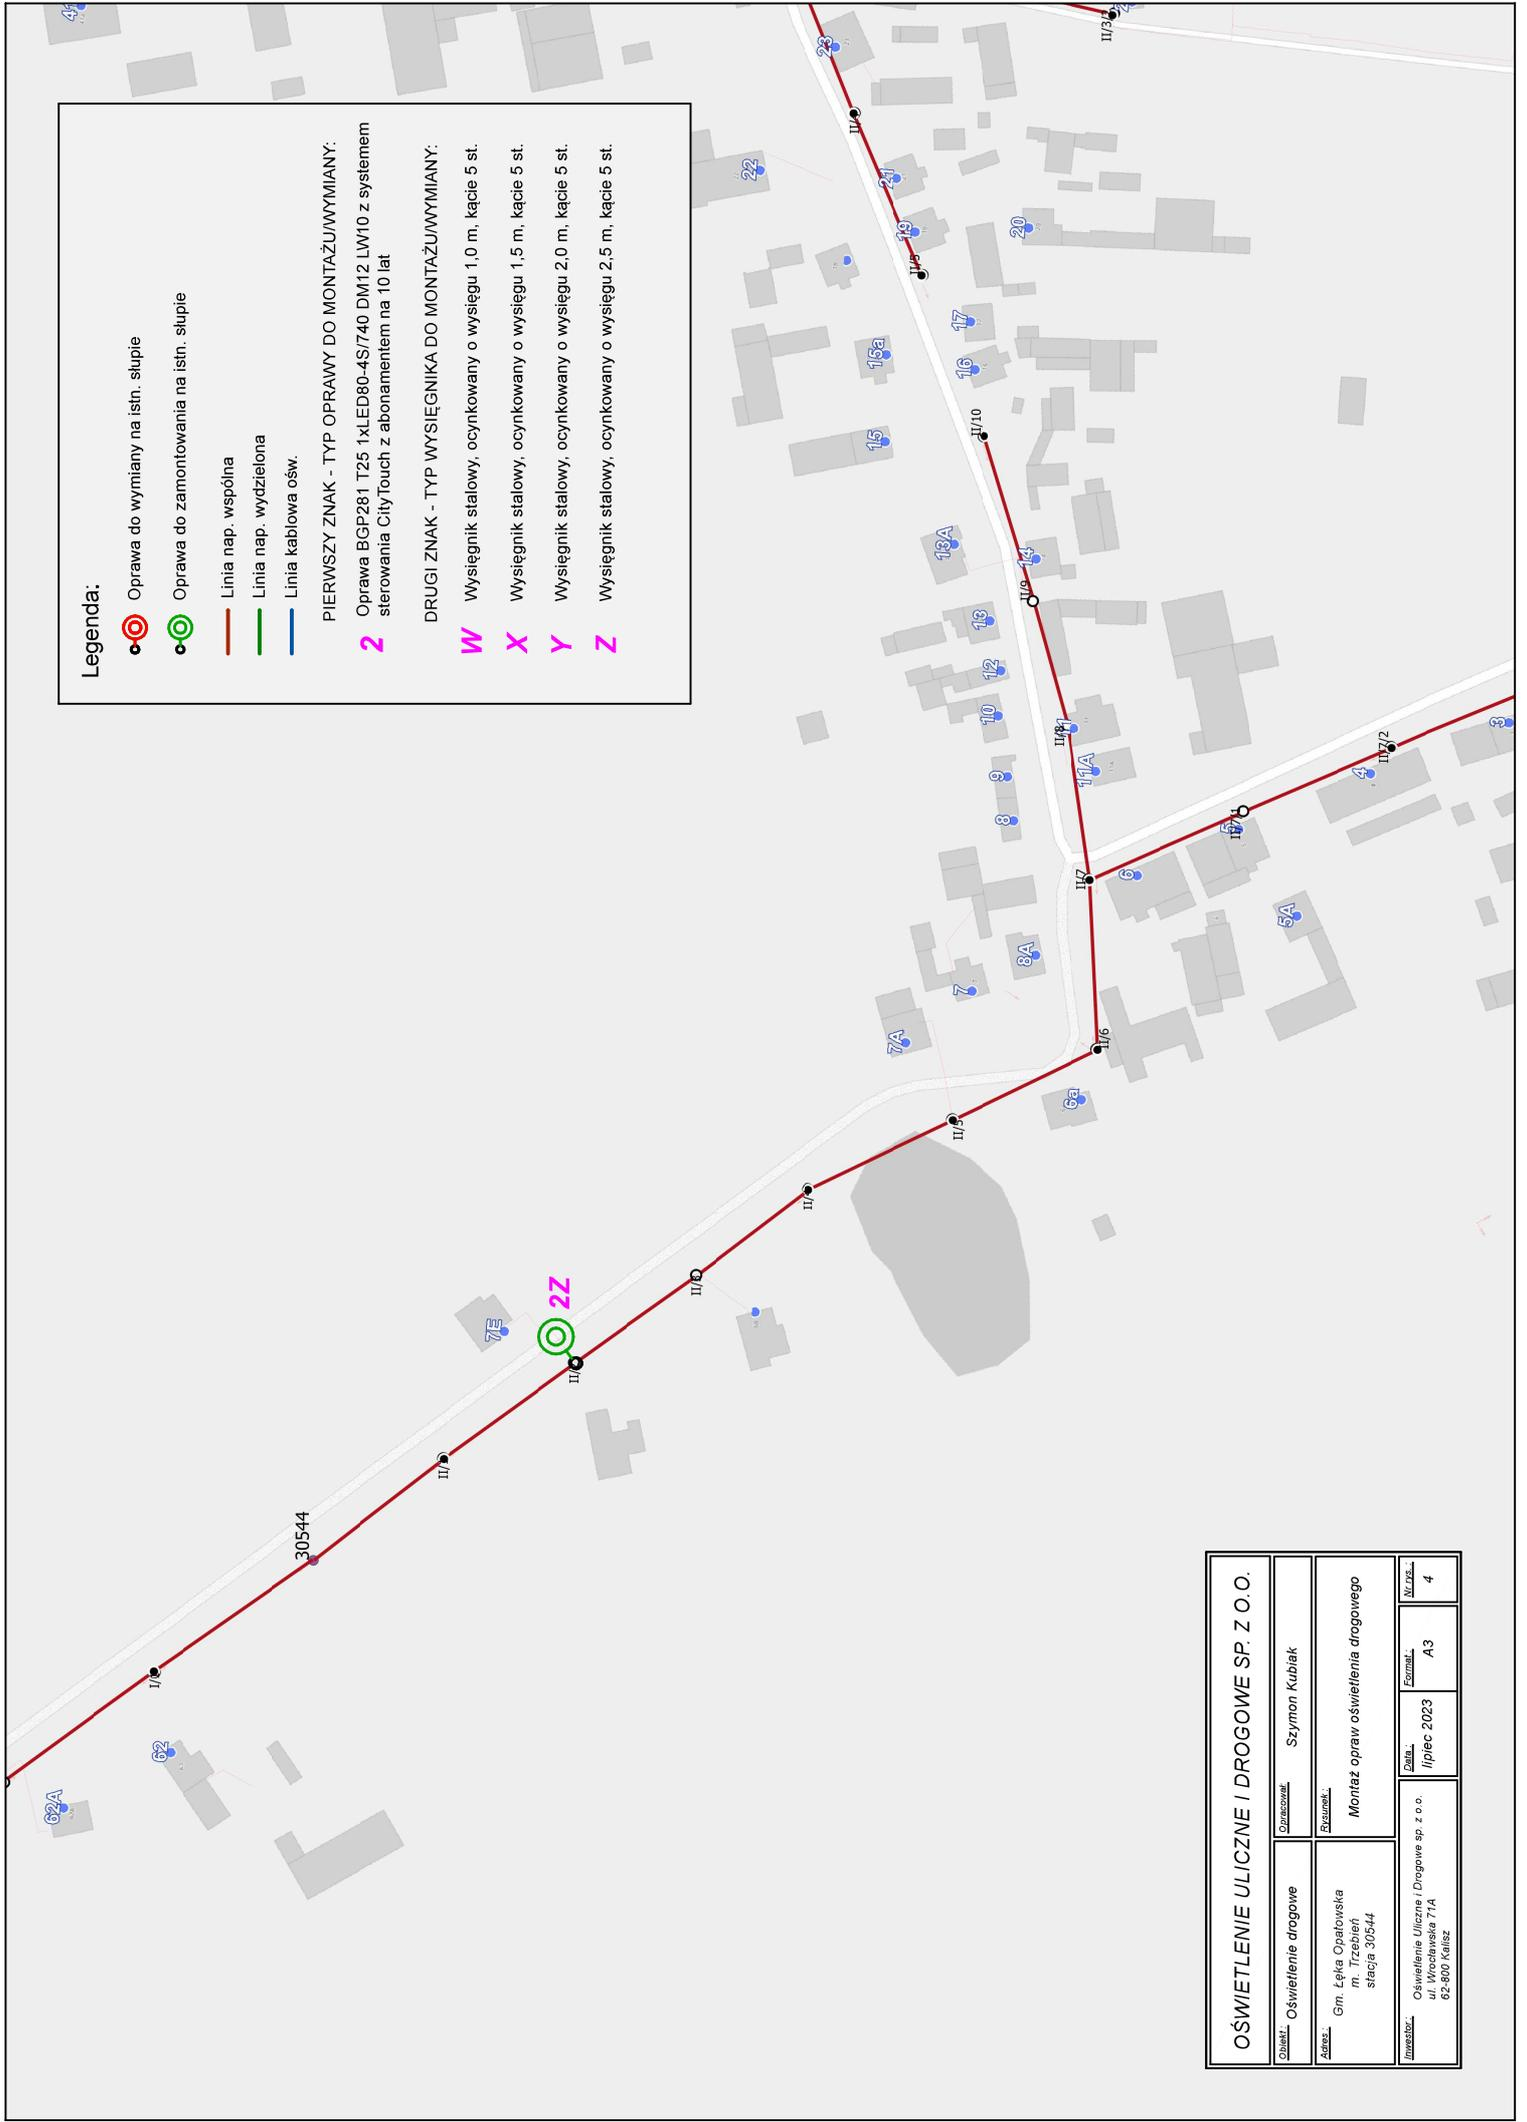 Legenda:
Oprawa do wymiany na istn. słupie
Oprawa do zamontowania na istn. słupie
Linia nap. wspólna
Linia nap. wydzielona
Linia kablowa ośw.
PIERWSZY ZNAK - TYP OPRAWY DO MONTAŻU/WYMIANY:
2 Oprawa BGP281 T25 1xLED80-4S/740 DM12 LW10 z systemem
sterowania CityTouch z abonamentem na 10 lat
DRUGI ZNAK - TYP WYSIĘGNIKA DO MONTAŻU/WYMIANY:
W Wysięgnik stalowy, ocynkowany o wysięgu 1,0 m, kącie 5 st.
X Wysięgnik stalowy, ocynkowany o wysięgu 1,5 m, kącie 5 st.
Y Wysięgnik stalowy, ocynkowany o wysięgu 2,0 m, kącie 5 st.
Z Wysięgnik stalowy, ocynkowany o wysięgu 2,5 m, kącie 5 st.
62A
62
30544
7E
2Z
II/5
II/6
6a
7A
7
8A
II/7
6
5A
5
4
II/7/2
3
8
9
10
12
13
11A
11
II/8
II/9
14
13A
II/10
15
15a
16
17
II/5
19
20
21
22
23
OŚWIETLENIE ULICZNE I DROGOWE SP. Z O.O.
Obiekt:
Oświetlenie drogowe
Opracował:
Szymon Kubiak
Adres:
Gm. Łęka Opatowska
m. Trzebień
stacja 30544
Rysunek:
Montaż opraw oświetlenia drogowego
Inwestor:
Oświetlenie Uliczne i Drogowe sp. z o.o.
ul. Wrocławska 71A
62-800 Kalisz
Data:
lipiec 2023
Format:
A3
Nr rys.:
4